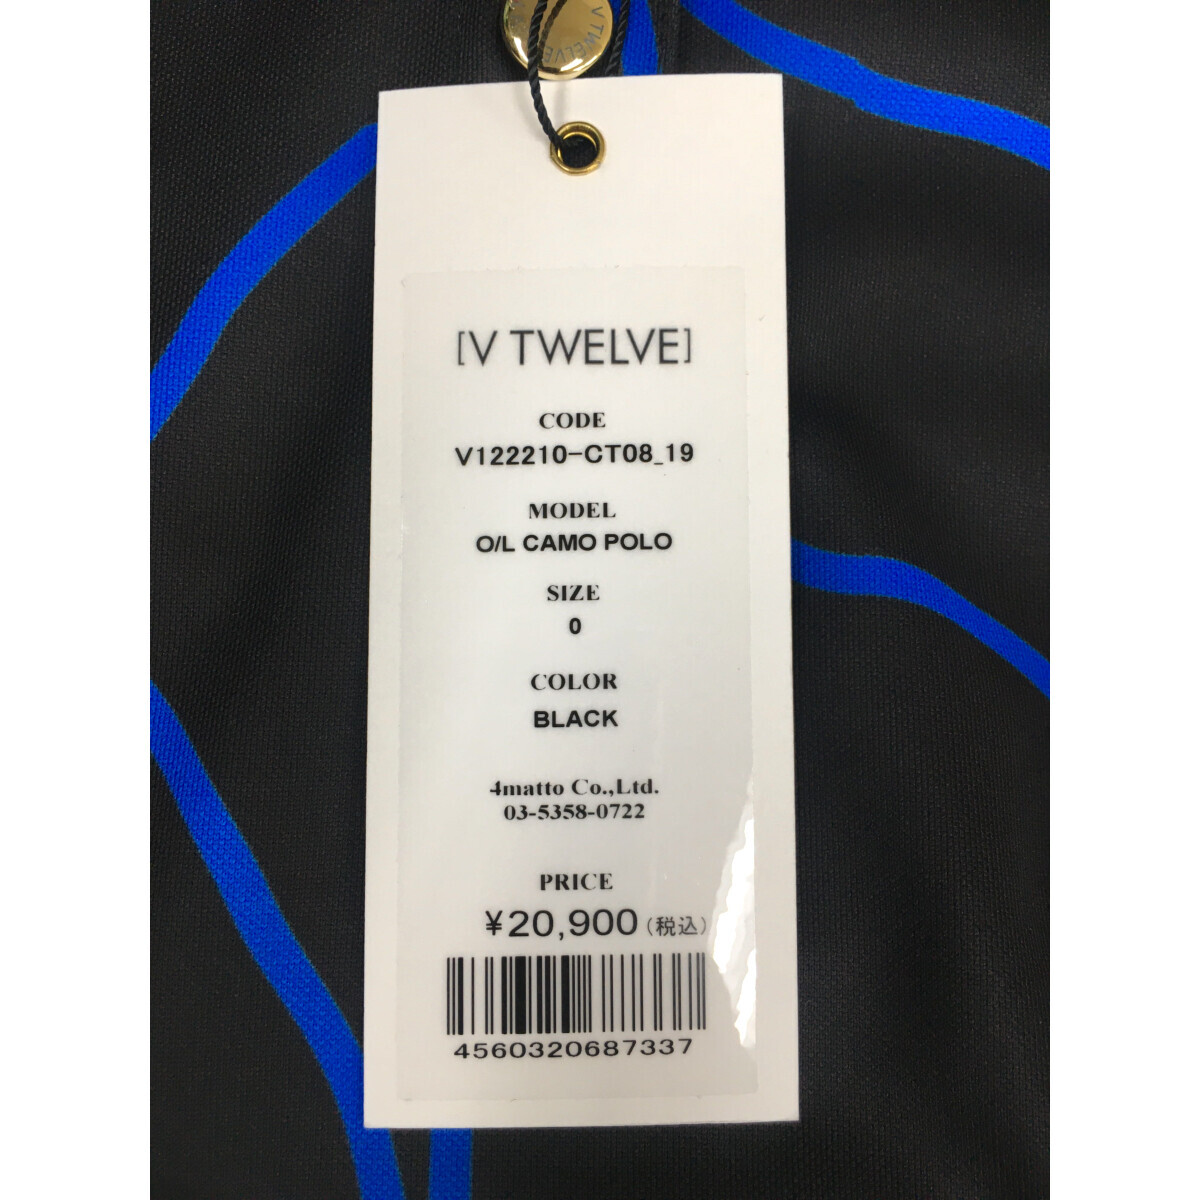 V TWELVE
[V TWELVE]
CODE
V122210-CT08_19
MODEL
O/L CAMO POLO
SIZE
0
COLOR
BLACK
4matto Co.,Ltd.
03-5358-0722
PRICE
¥20,900(税込)
4560320687337